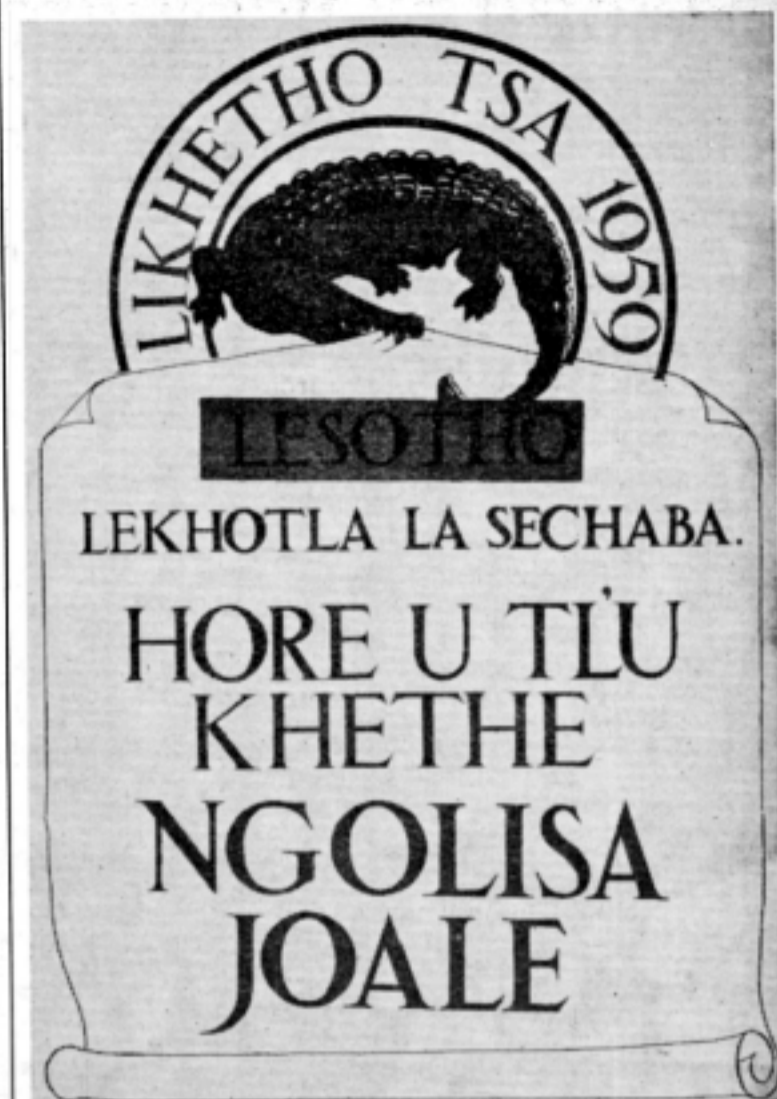 LIKHETHO TSA 1959
LESOTHO
LEKHOTLA LA SECHABA.
HORE U TL'U
KHETHE
NGOLISA
JOALE